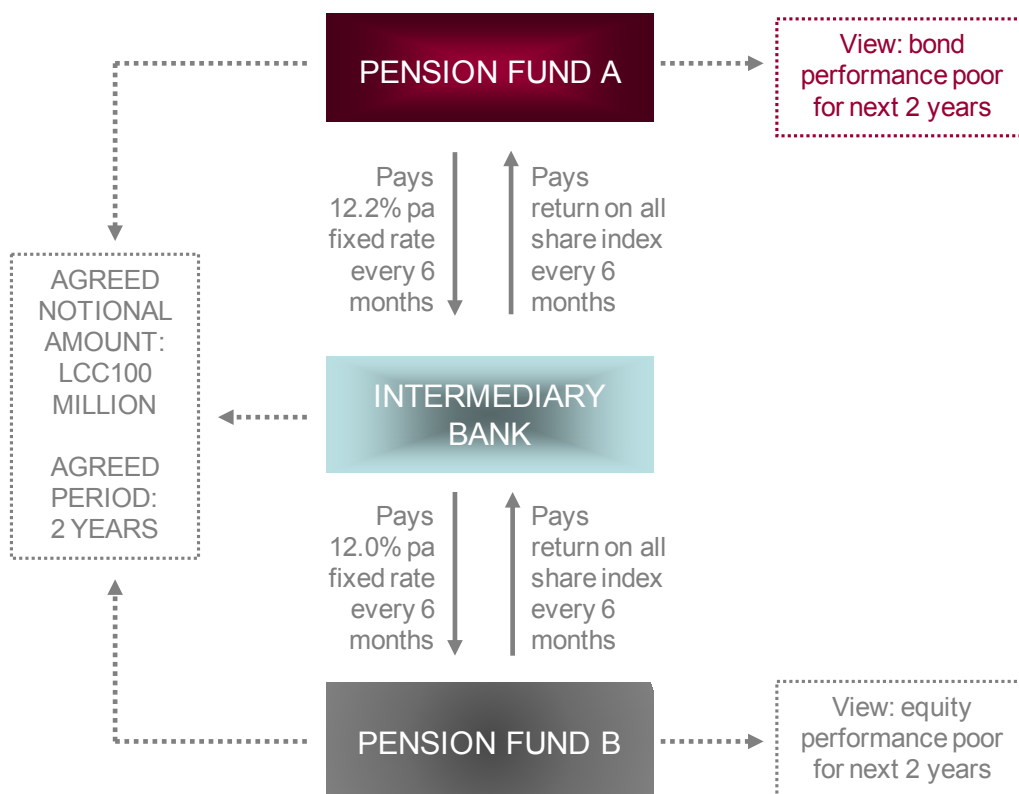 PENSION FUND A
View: bond
performance poor
for next 2 years
Pays
12.2% pa
fixed rate
every 6
months
Pays
return on all
share index
every 6
months
AGREED
NOTIONAL
AMOUNT:
LCC100
MILLION
AGREED
PERIOD:
2 YEARS
INTERMEDIARY
BANK
Pays
12.0% pa
fixed rate
every 6
months
Pays
return on all
share index
every 6
months
PENSION FUND B
View: equity
performance poor
for next 2 years